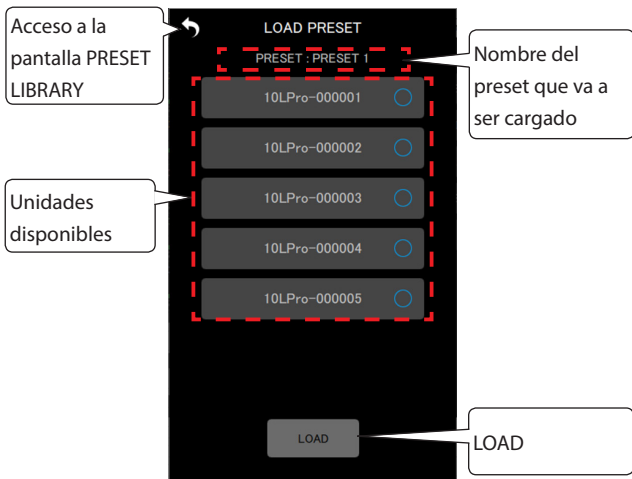 Acceso a la
pantalla PRESET
LIBRARY
LOAD PRESET
PRESET : PRESET 1
Nombre del
preset que va a
ser cargado
10LPro-000001
10LPro-000002
10LPro-000003
Unidades
disponibles
10LPro-000004
10LPro-000005
LOAD
LOAD